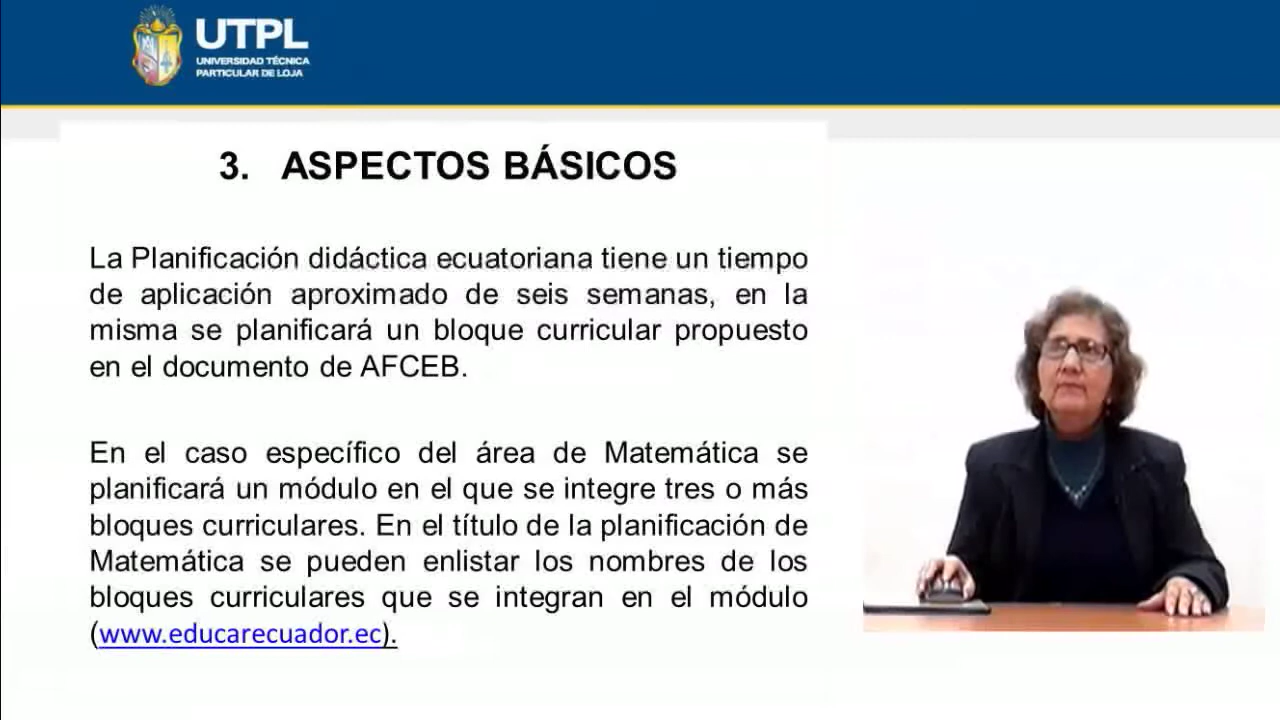 UTPL
UNIVERSIDAD TÉCNICA
PARTICULAR DE LOJA
3. ASPECTOS BÁSICOS
La Planificación didáctica ecuatoriana tiene un tiempo
de aplicación aproximado de seis semanas, en la
misma se planificará un bloque curricular propuesto
en el documento de AFCEB.
En el caso específico del área de Matemática se
planificará un módulo en el que se integre tres o más
bloques curriculares. En el título de la planificación de
Matemática se pueden enlistar los nombres de los
bloques curriculares que se integran en el módulo
(www.educarecuador.ec).